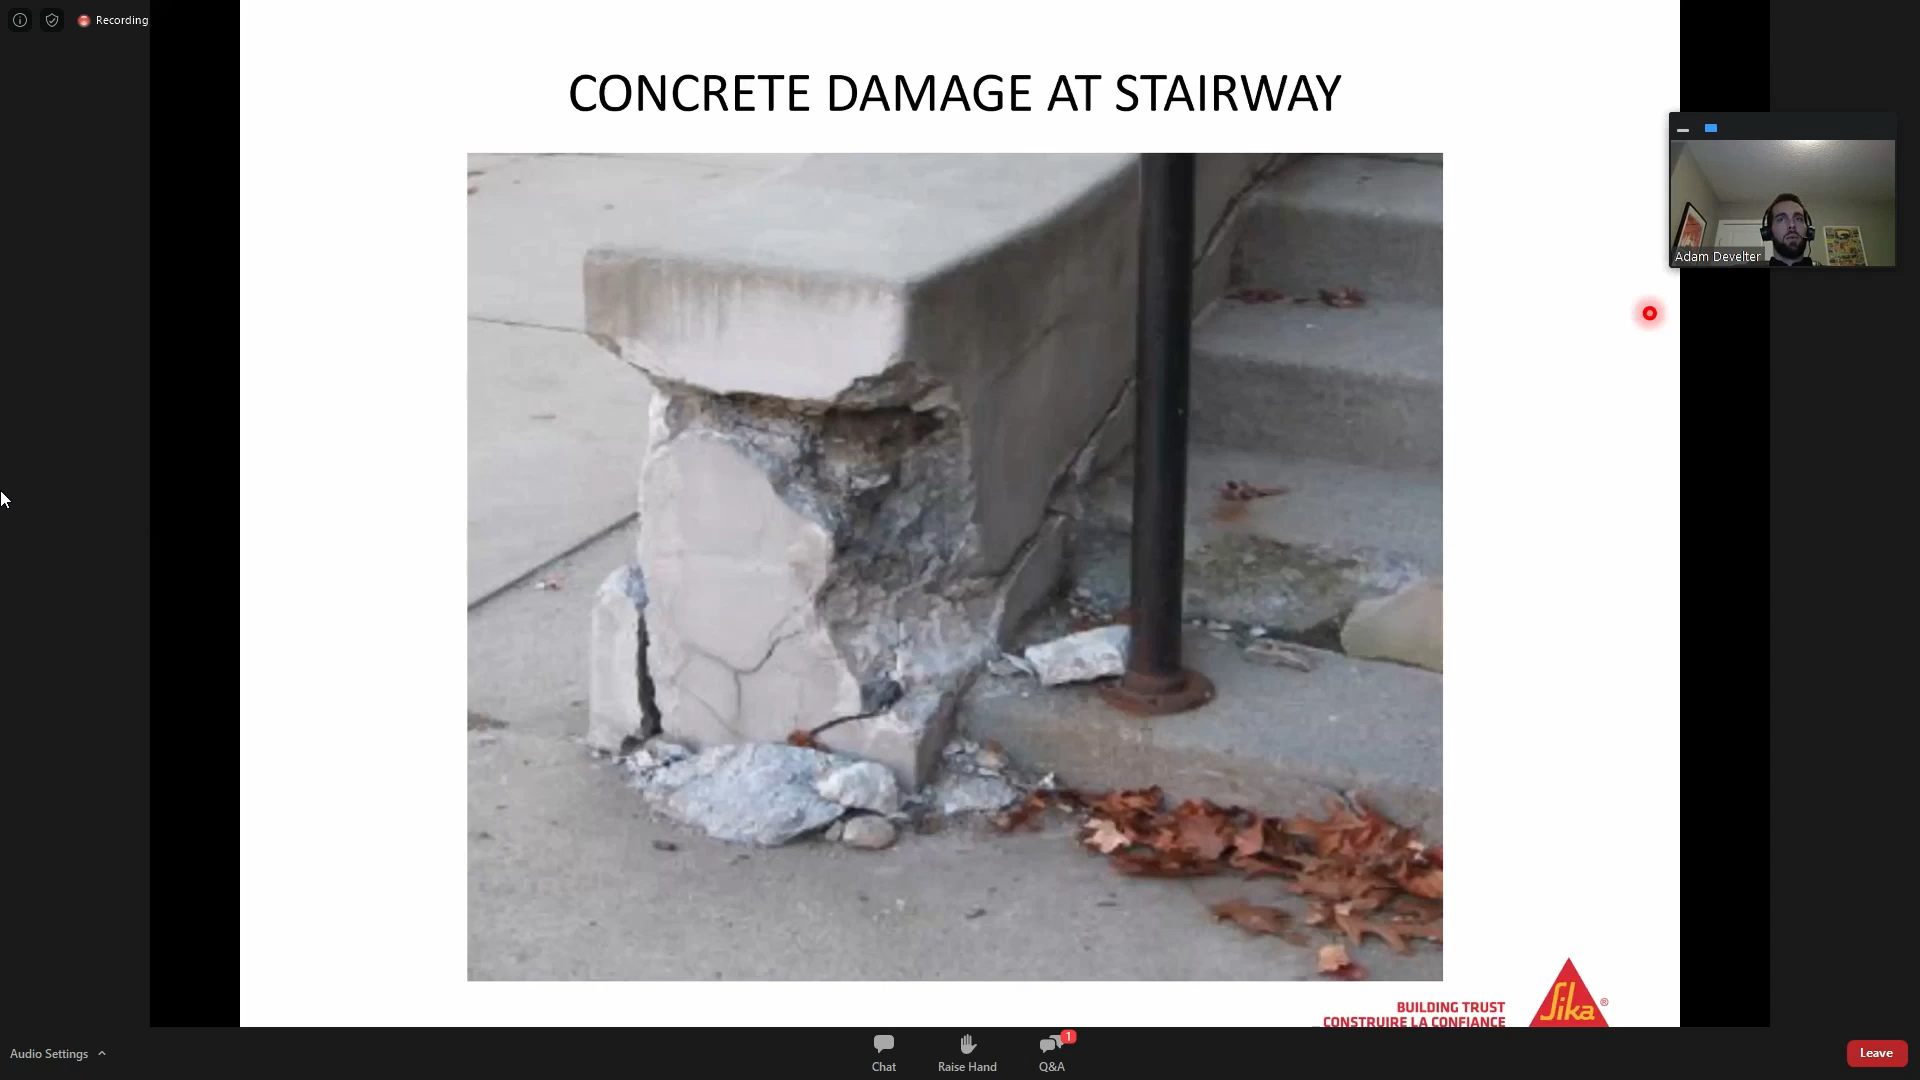 Recording
CONCRETE DAMAGE AT STAIRWAY
Adam Develter
BUILDING TRUST
CONSTRUIRE LA CONFIANCE
Sika®
Audio Settings
Chat
Raise Hand
Q&A
1
Leave